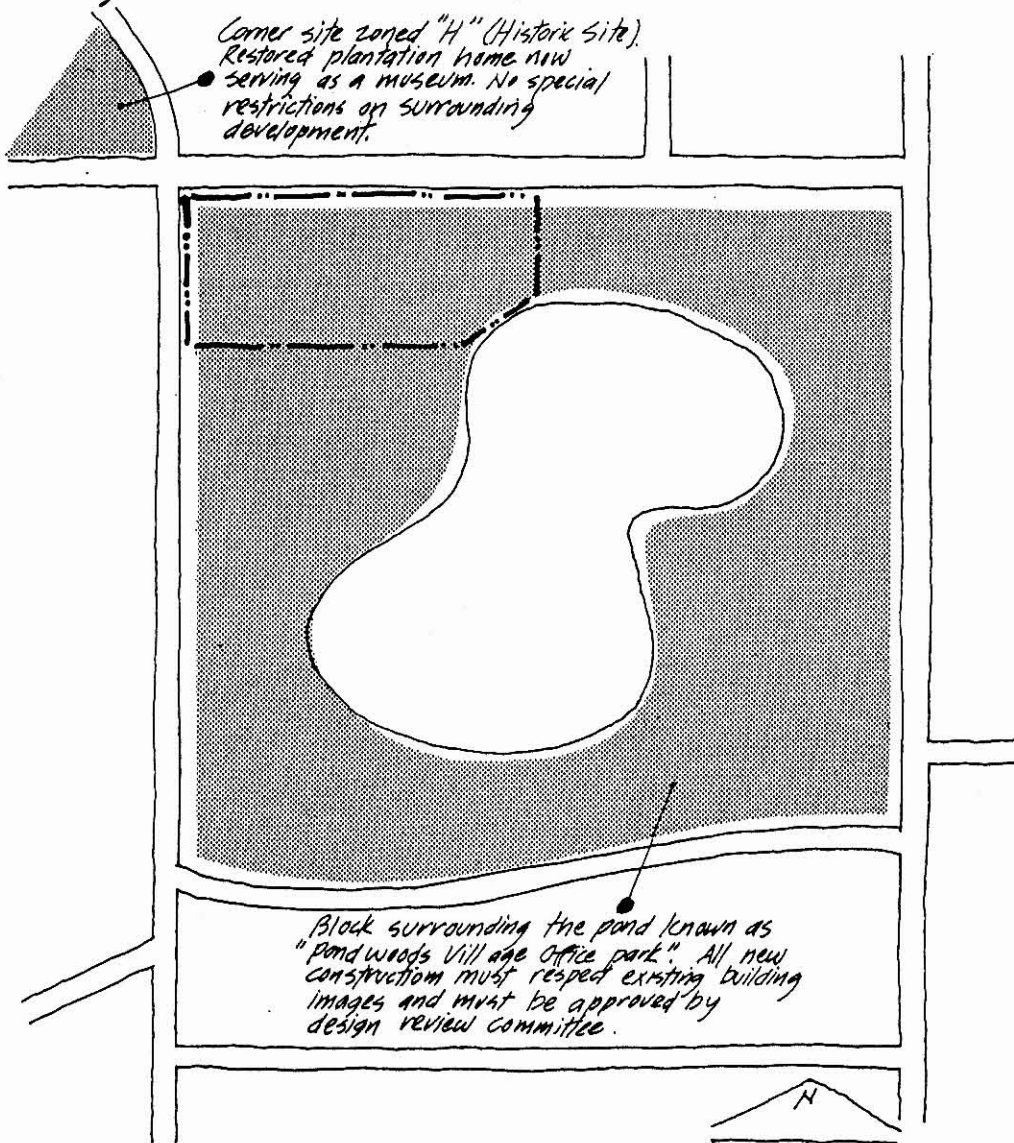 Corner site zoned "H" (Historic Site).
Restored plantation home now
serving as a museum. No special
restrictions on surrounding
development.
Block surrounding the pond known as
"Pondwoods Village Office park". All new
construction must respect existing building
images and must be approved by
design review committee.
N